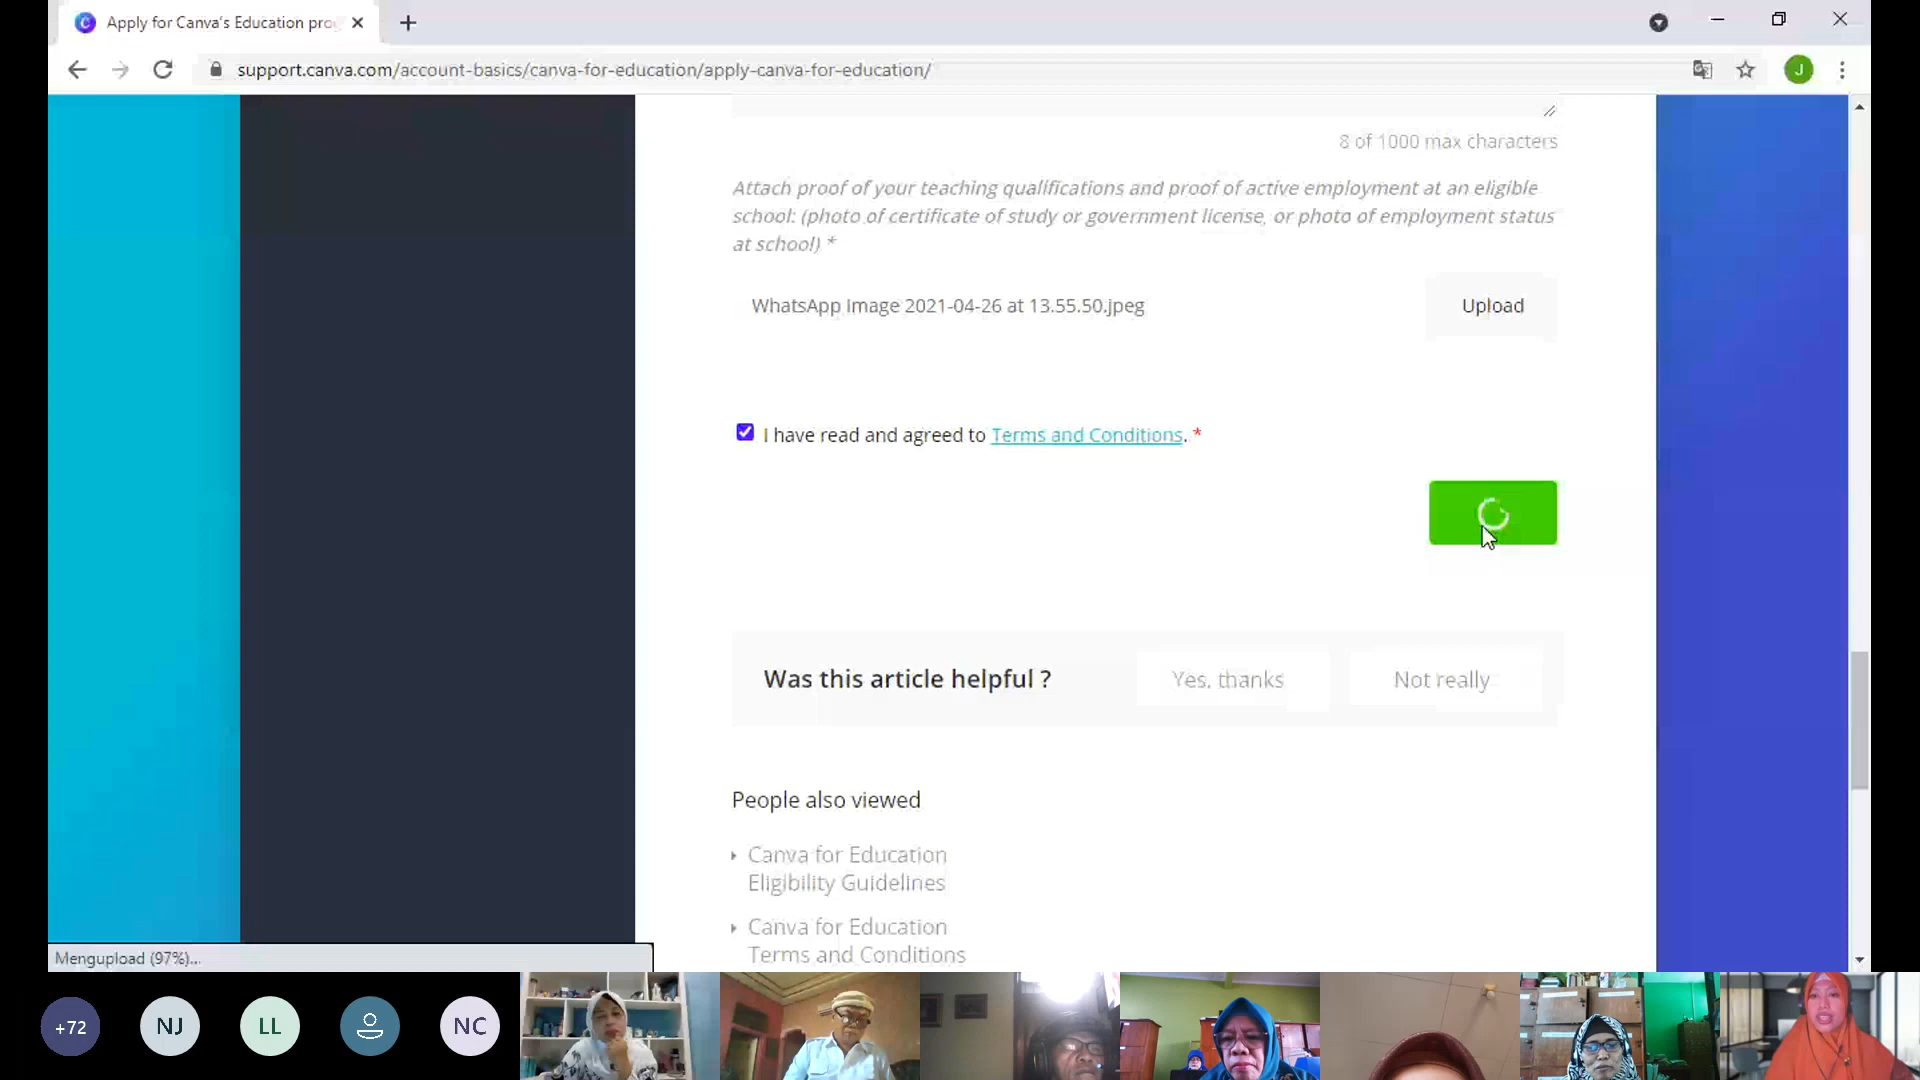 Apply for Canva's Education pro
support.canva.com/account-basics/canva-for-education/apply-canva-for-education/
J
8 of 1000 max characters
Attach proof of your teaching qualifications and proof of active employment at an eligible
school: (photo of certificate of study or government license, or photo of employment status
at school) *
WhatsApp Image 2021-04-26 at 13.55.50.jpeg
Upload
I have read and agreed to Terms and Conditions. *
Was this article helpful ?
Yes, thanks
Not really
People also viewed
Canva for Education
Eligibility Guidelines
Canva for Education
Terms and Conditions
Mengupload (97%)...
+72
NJ
LL
NC